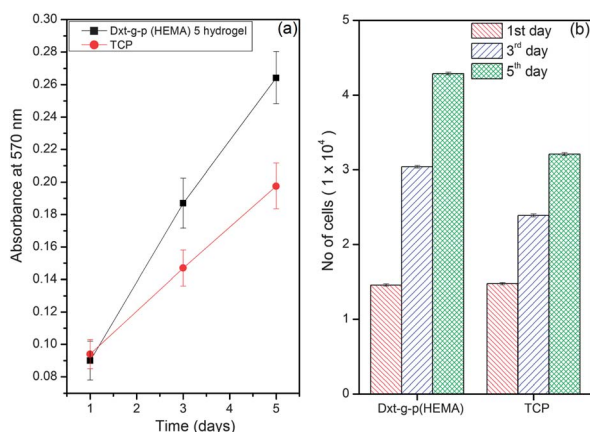 Dxt-g-p (HEMA) 5 hydrogel
TCP
(a)
Absorbance at 570 nm
0.30
0.28
0.26
0.24
0.22
0.20
0.18
0.16
0.14
0.12
0.10
0.08
0 1 2 3 4 5
Time (days)
(b)
1st day
3rd day
5th day
No of cells ( 1 x 10^4 )
5
4
3
2
1
0
Dxt-g-p(HEMA) TCP